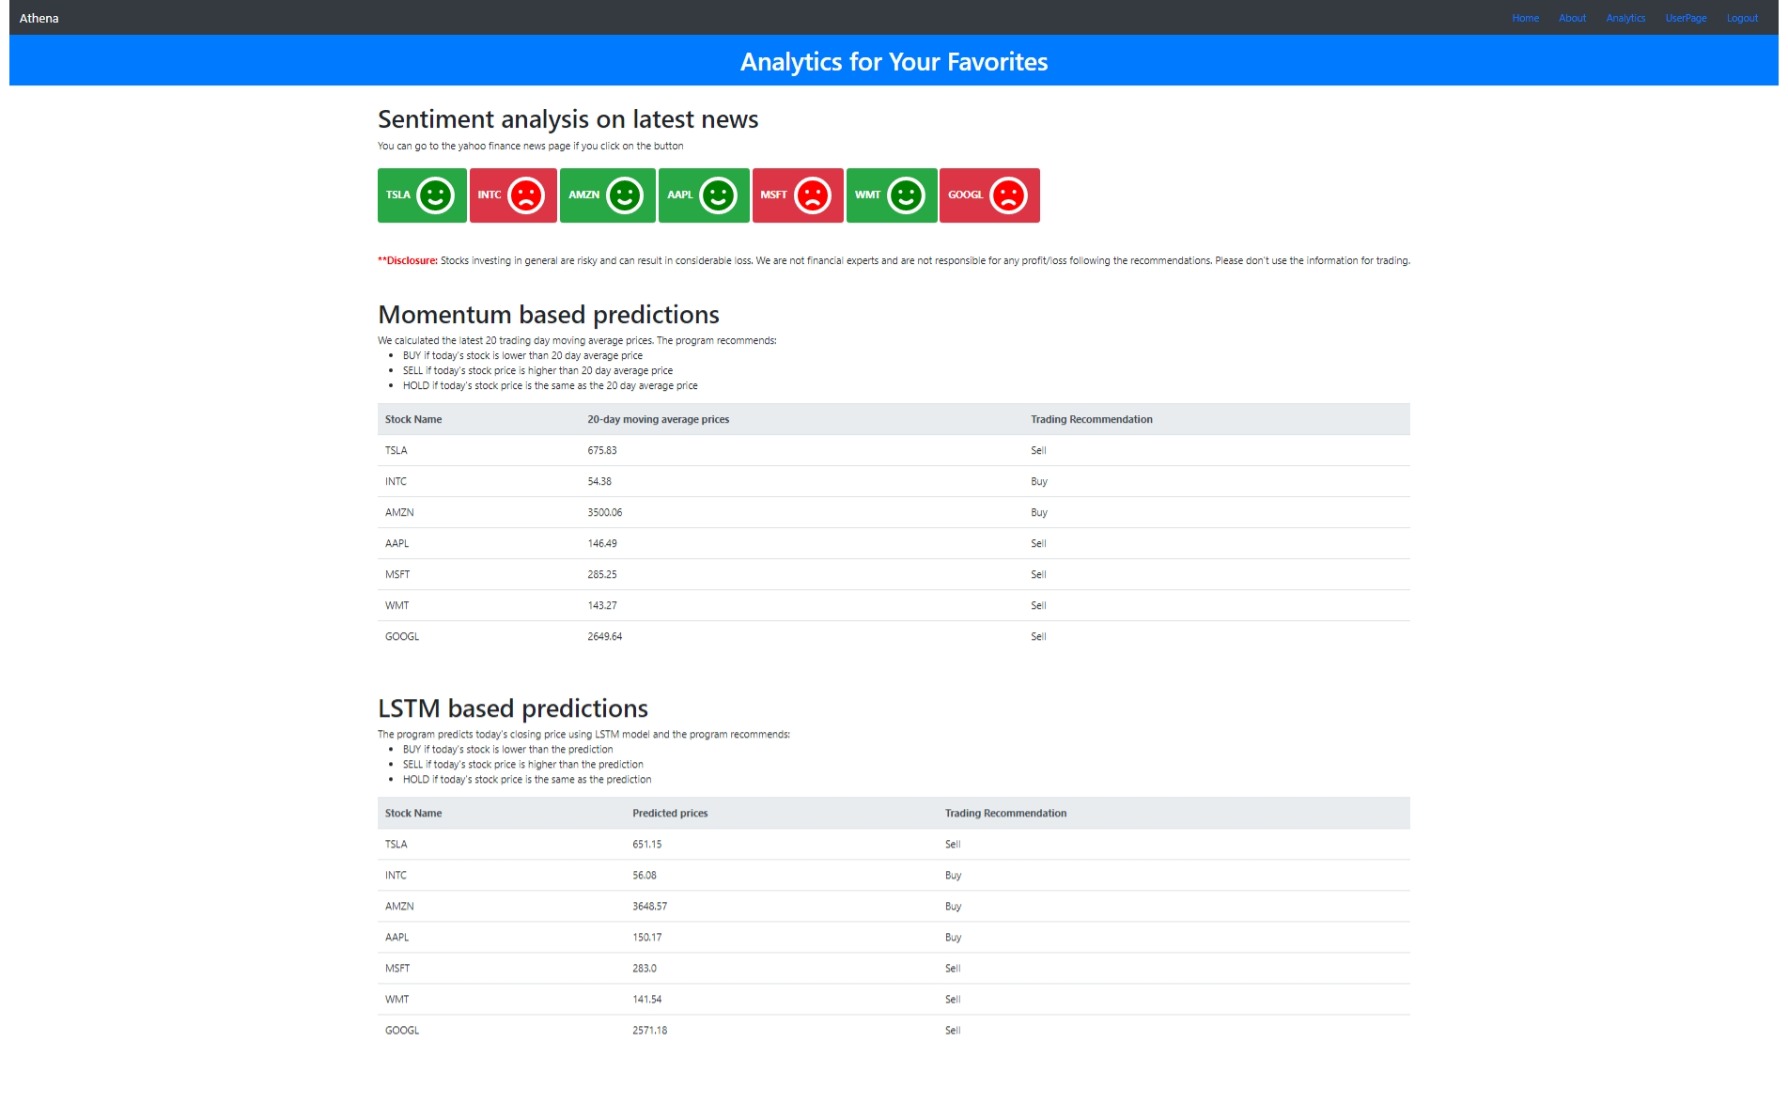 Athena Home About Analytics UserPage Logout
Analytics for Your Favorites
Sentiment analysis on latest news
You can go to the yahoo finance news page if you click on the button
TSLA INTC AMZN AAPL MSFT WMT GOOGL
**Disclosure: Stocks investing in general are risky and can result in considerable loss. We are not financial experts and are not responsible for any profit/loss following the recommendations. Please don't use the information for trading.
Momentum based predictions
We calculated the latest 20 trading day moving average prices. The program recommends:
• BUY if today's stock is lower than 20 day average price
• SELL if today's stock price is higher than 20 day average price
• HOLD if today's stock price is the same as the 20 day average price
Stock Name 20-day moving average prices Trading Recommendation
TSLA 675.83 Sell
INTC 54.38 Buy
AMZN 3500.06 Buy
AAPL 146.49 Sell
MSFT 285.25 Sell
WMT 143.27 Sell
GOOGL 2649.64 Sell
LSTM based predictions
The program predicts today's closing price using LSTM model and the program recommends:
• BUY if today's stock is lower than the prediction
• SELL if today's stock price is higher than the prediction
• HOLD if today's stock price is the same as the prediction
Stock Name Predicted prices Trading Recommendation
TSLA 651.15 Sell
INTC 56.08 Buy
AMZN 3648.57 Buy
AAPL 150.17 Buy
MSFT 283.0 Sell
WMT 141.54 Sell
GOOGL 2571.18 Sell